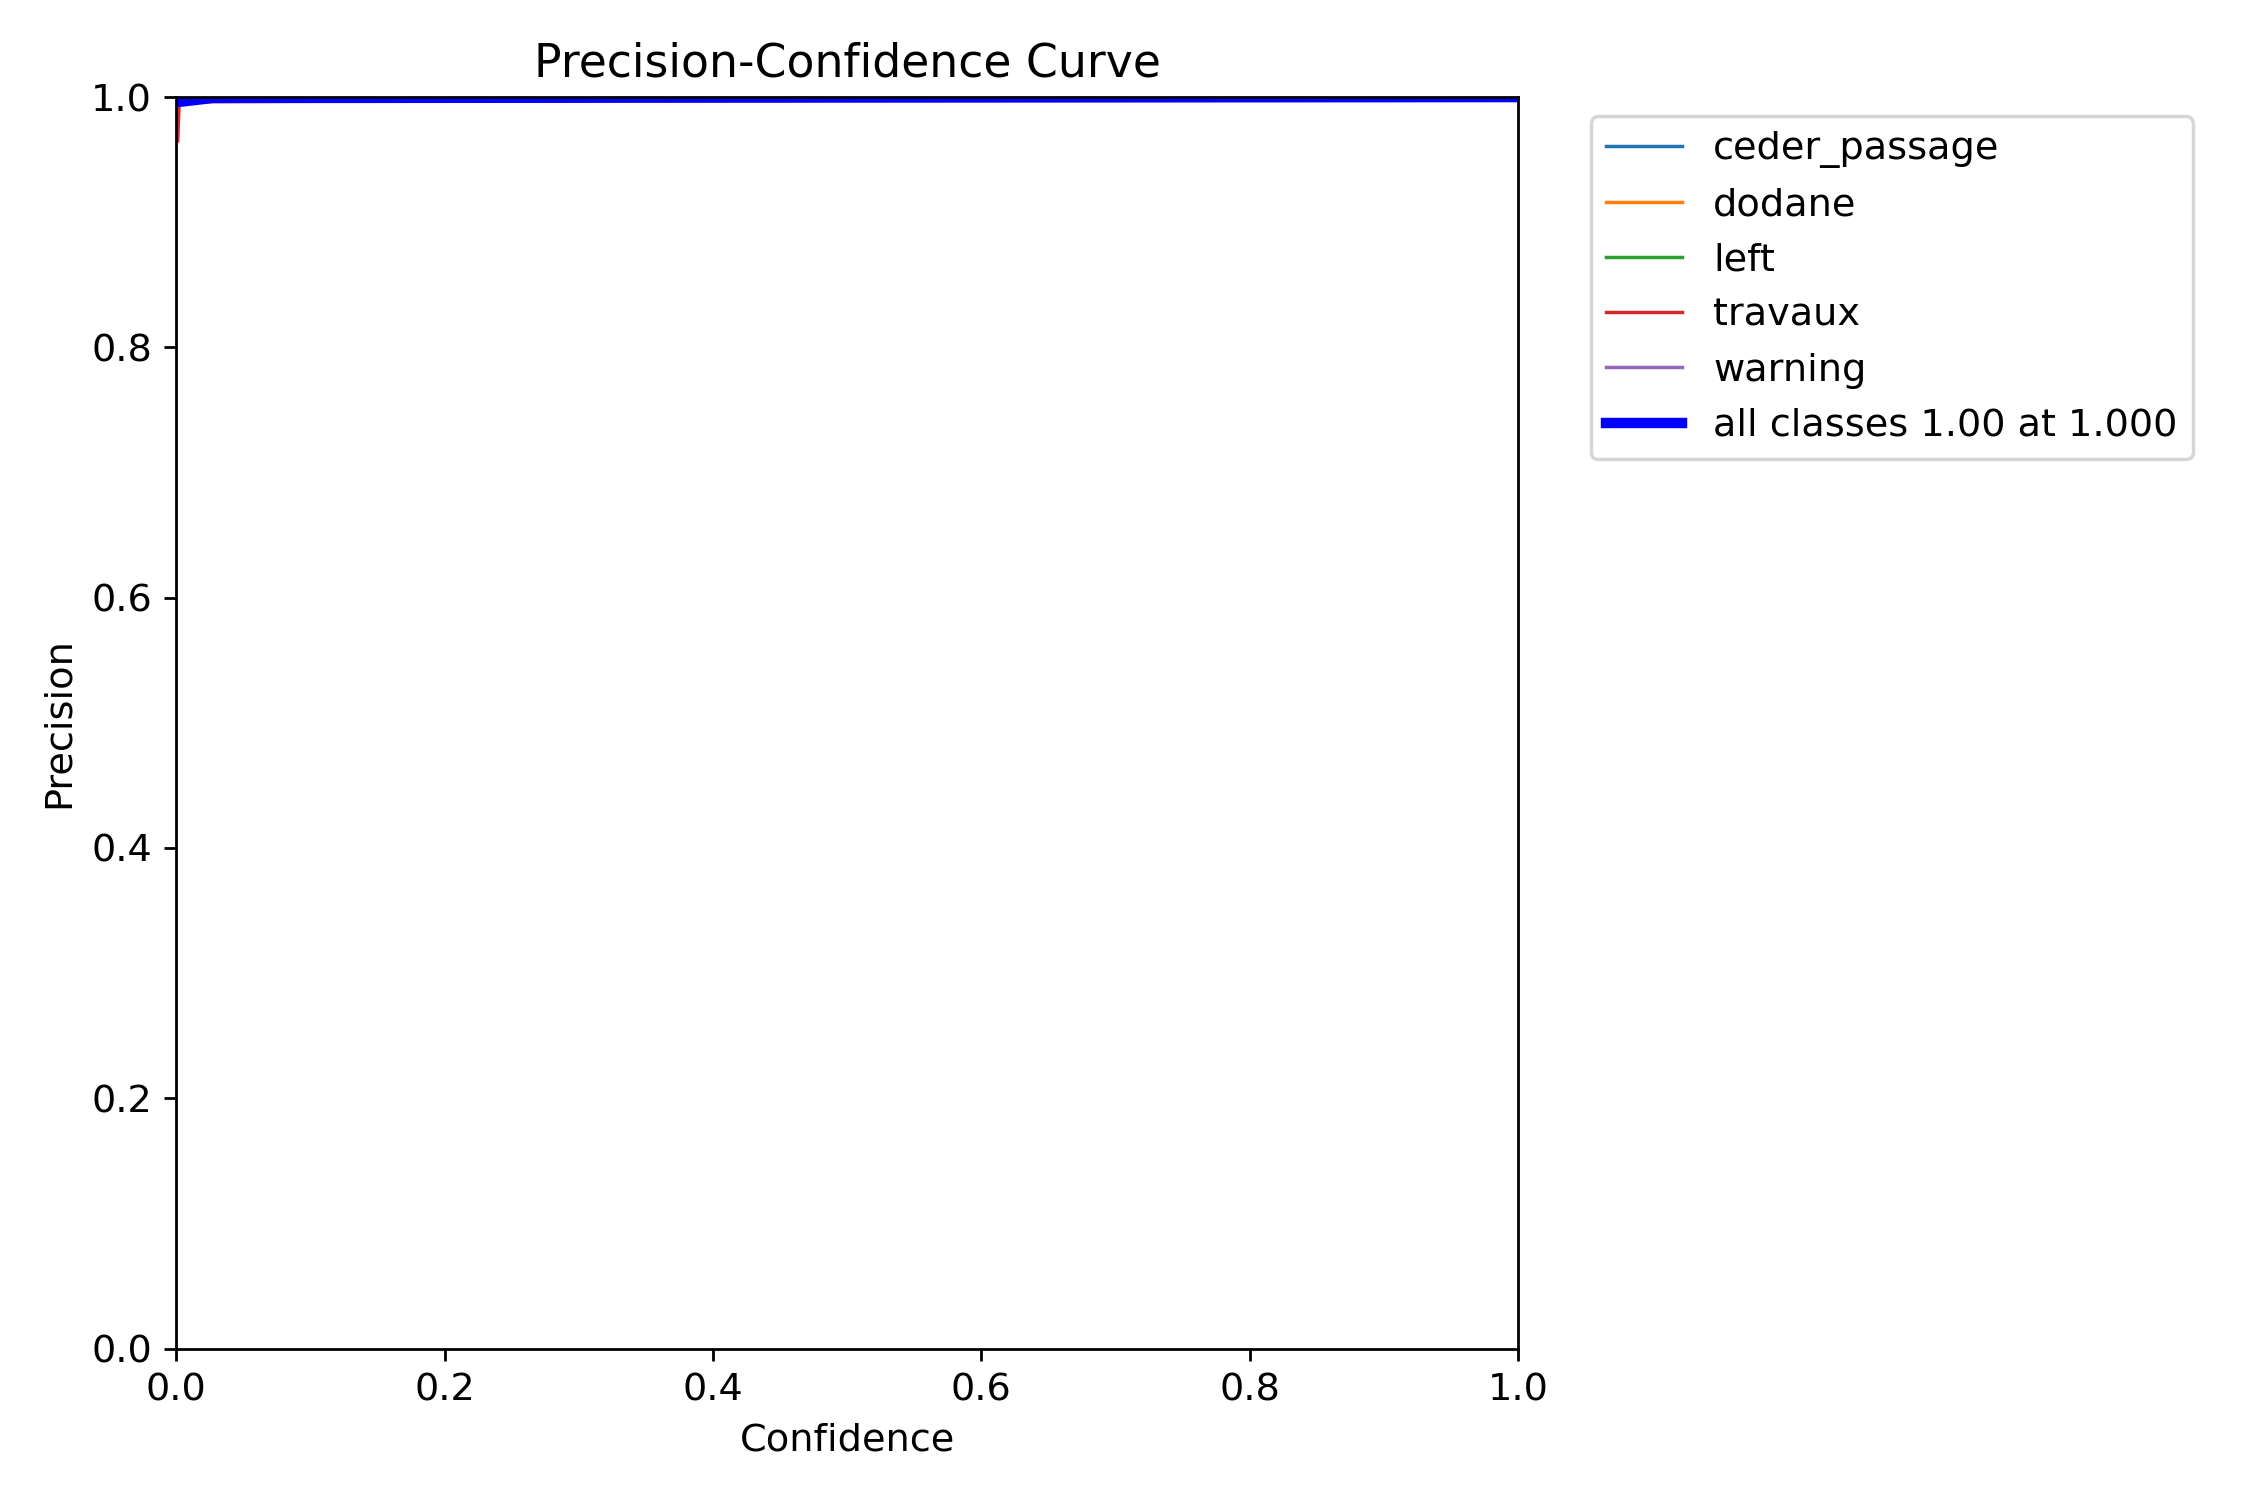 Precision-Confidence Curve
1.0
0.8
0.6
0.4
0.2
0.0
Precision
0.0 0.2 0.4 0.6 0.8 1.0
Confidence
ceder_passage
dodane
left
travaux
warning
all classes 1.00 at 1.000